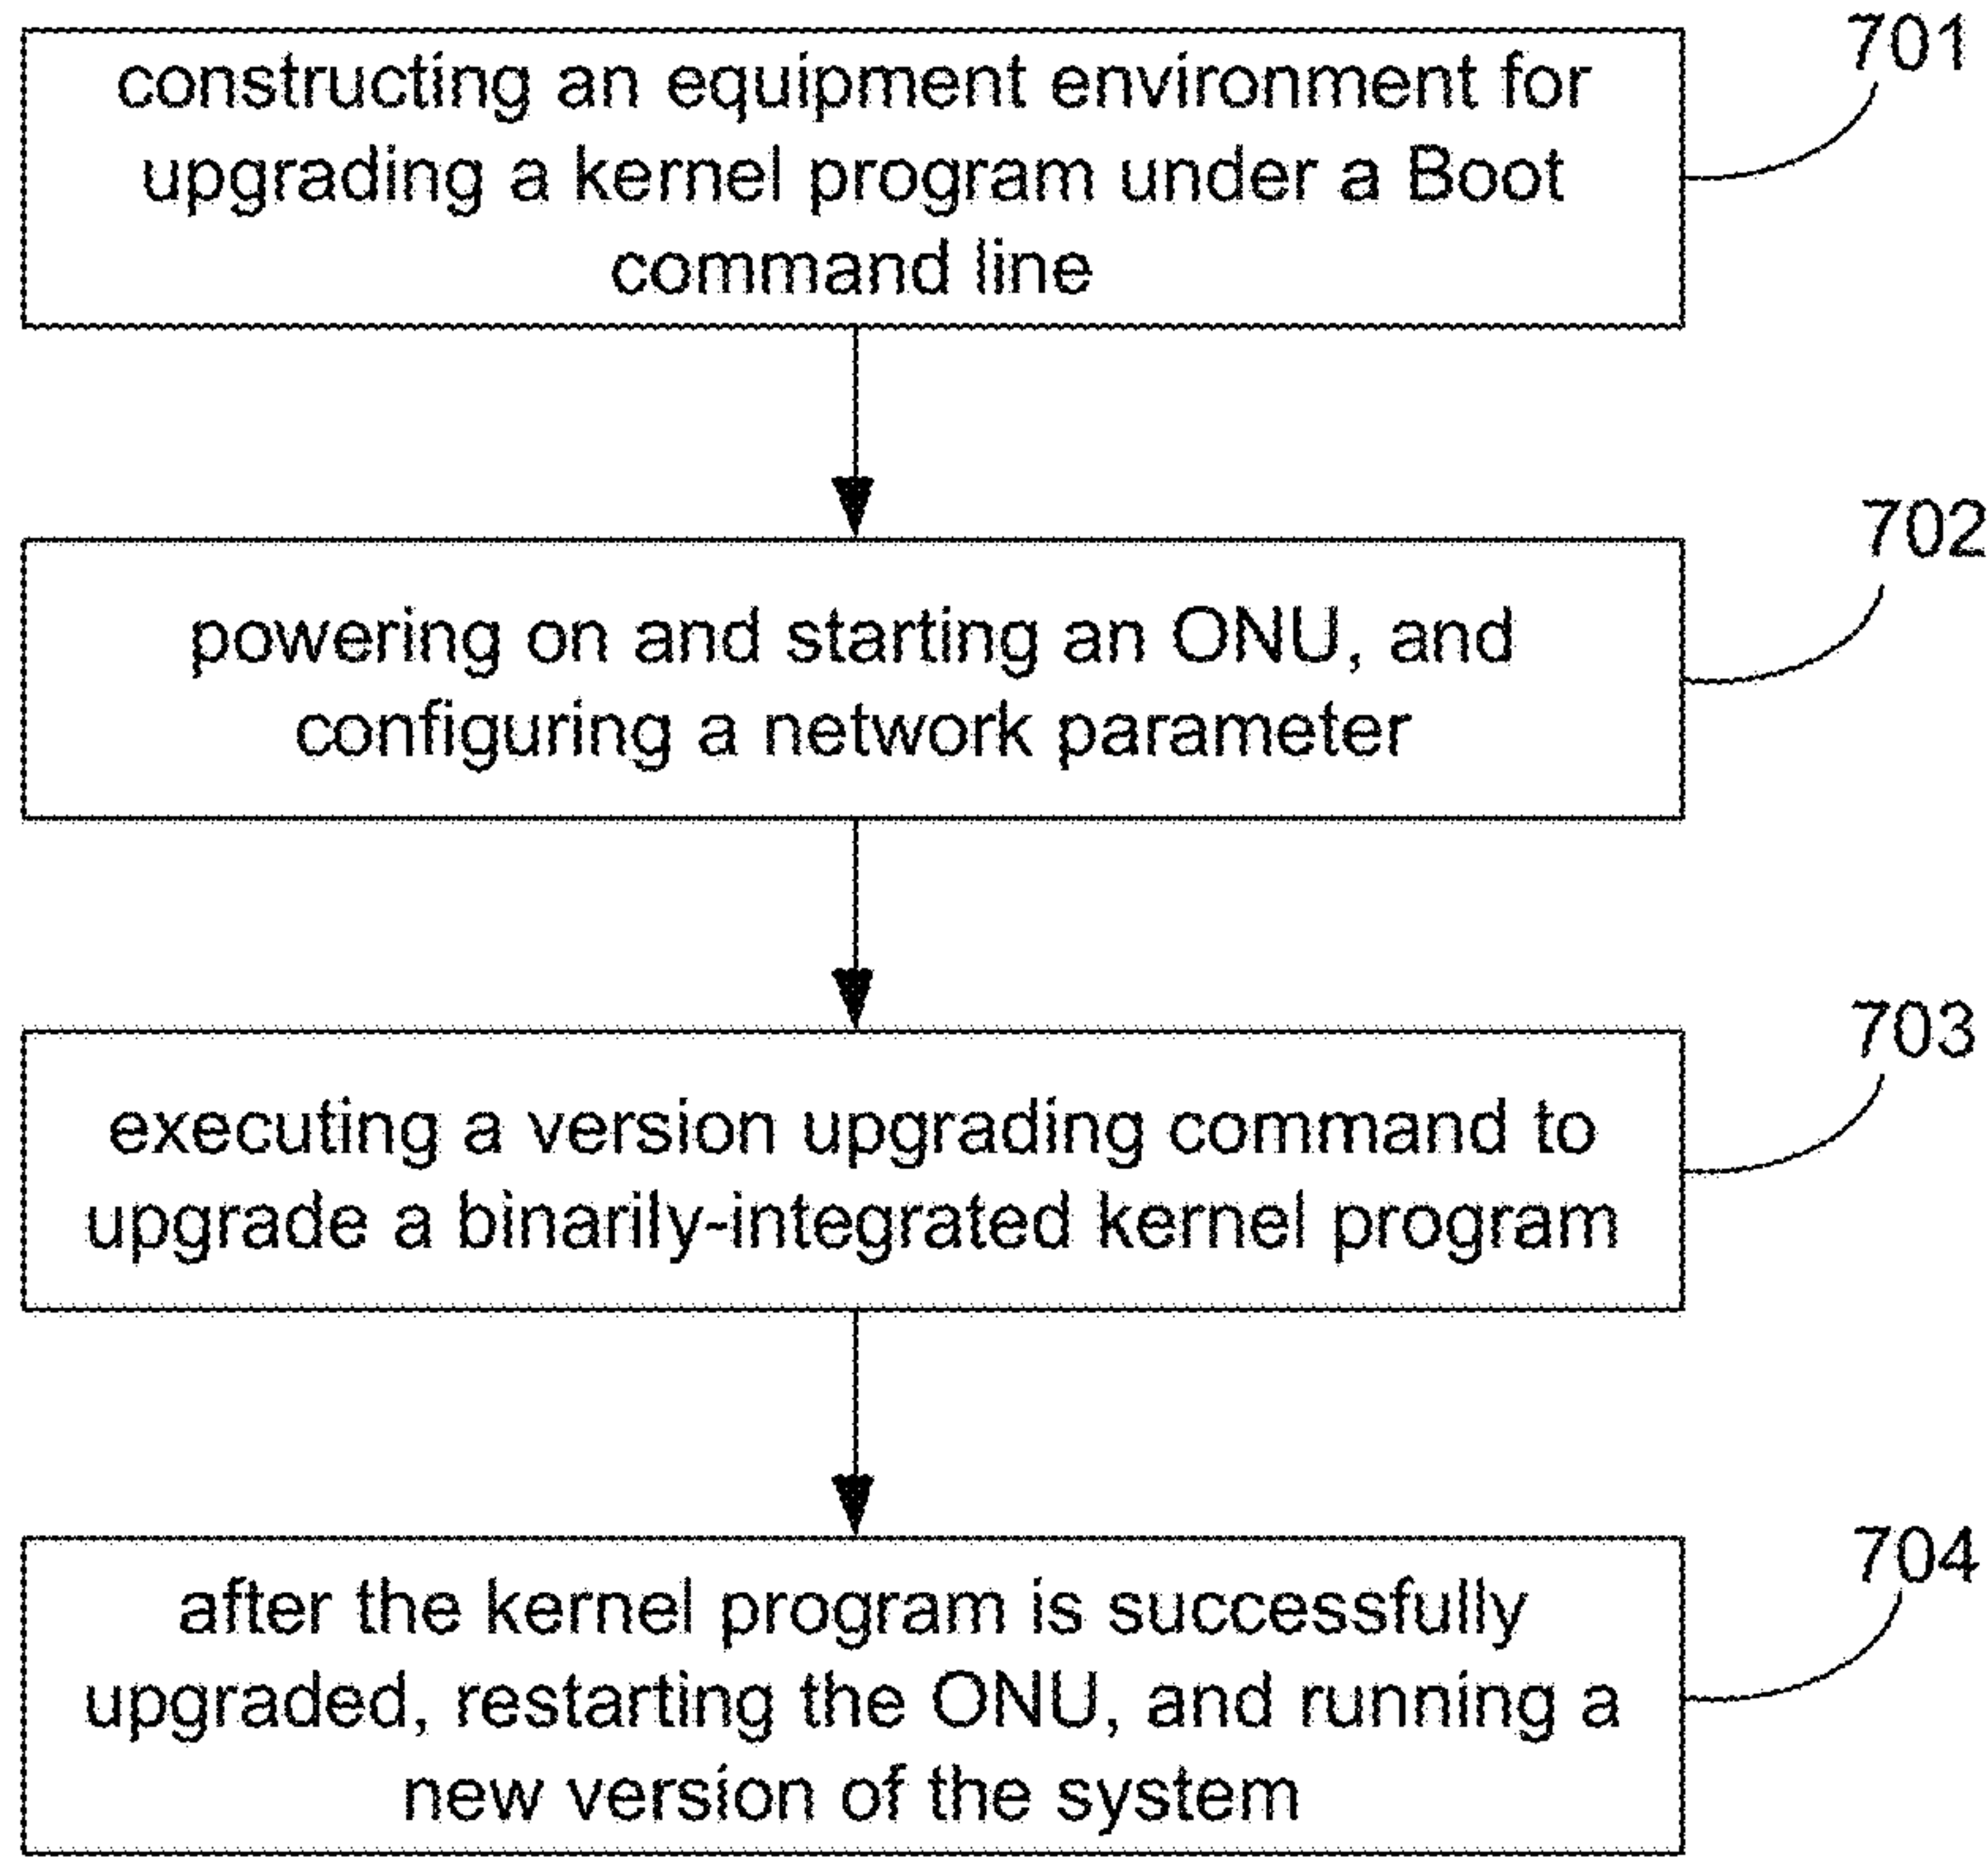 constructing an equipment environment for
upgrading a kernel program under a Boot
command line
701
powering on and starting an ONU, and
configuring a network parameter
702
executing a version upgrading command to
upgrade a binarily-integrated kernel program
703
after the kernel program is successfully
upgraded, restarting the ONU, and running a
new version of the system
704